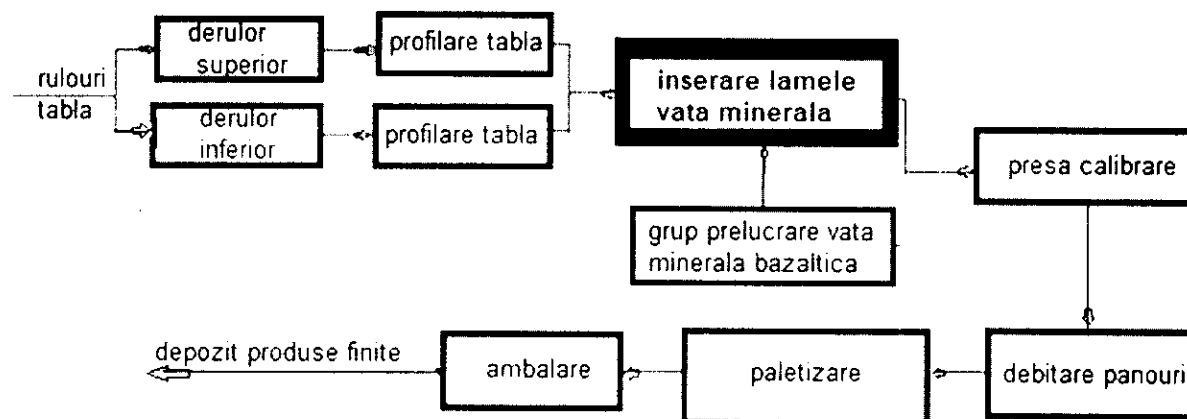 rulouri
tabla
derulor
superior
profilare tabla
derulor
inferior
profilare tabla
inserare lamele
vata minerala
grup prelucrare vata
minerala bazaltica
presa calibrare
debitare panouri
paletizare
ambalare
depozit produse finite